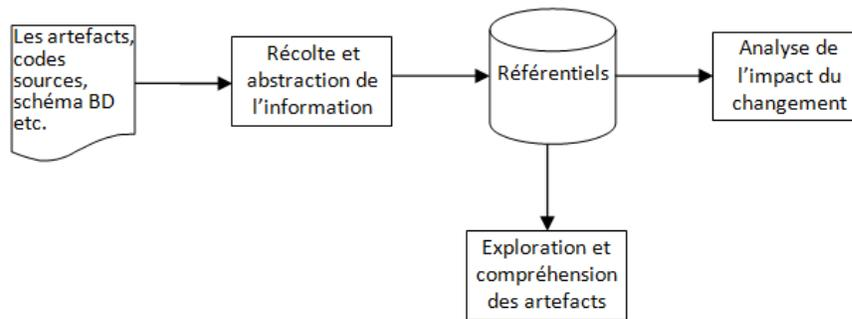 Les artefacts,
codes
sources,
schéma BD
etc.
Récolte et
abstraction de
l'information
Référentiels
Analyse de
l'impact du
changement
Exploration et
compréhension
des artefacts